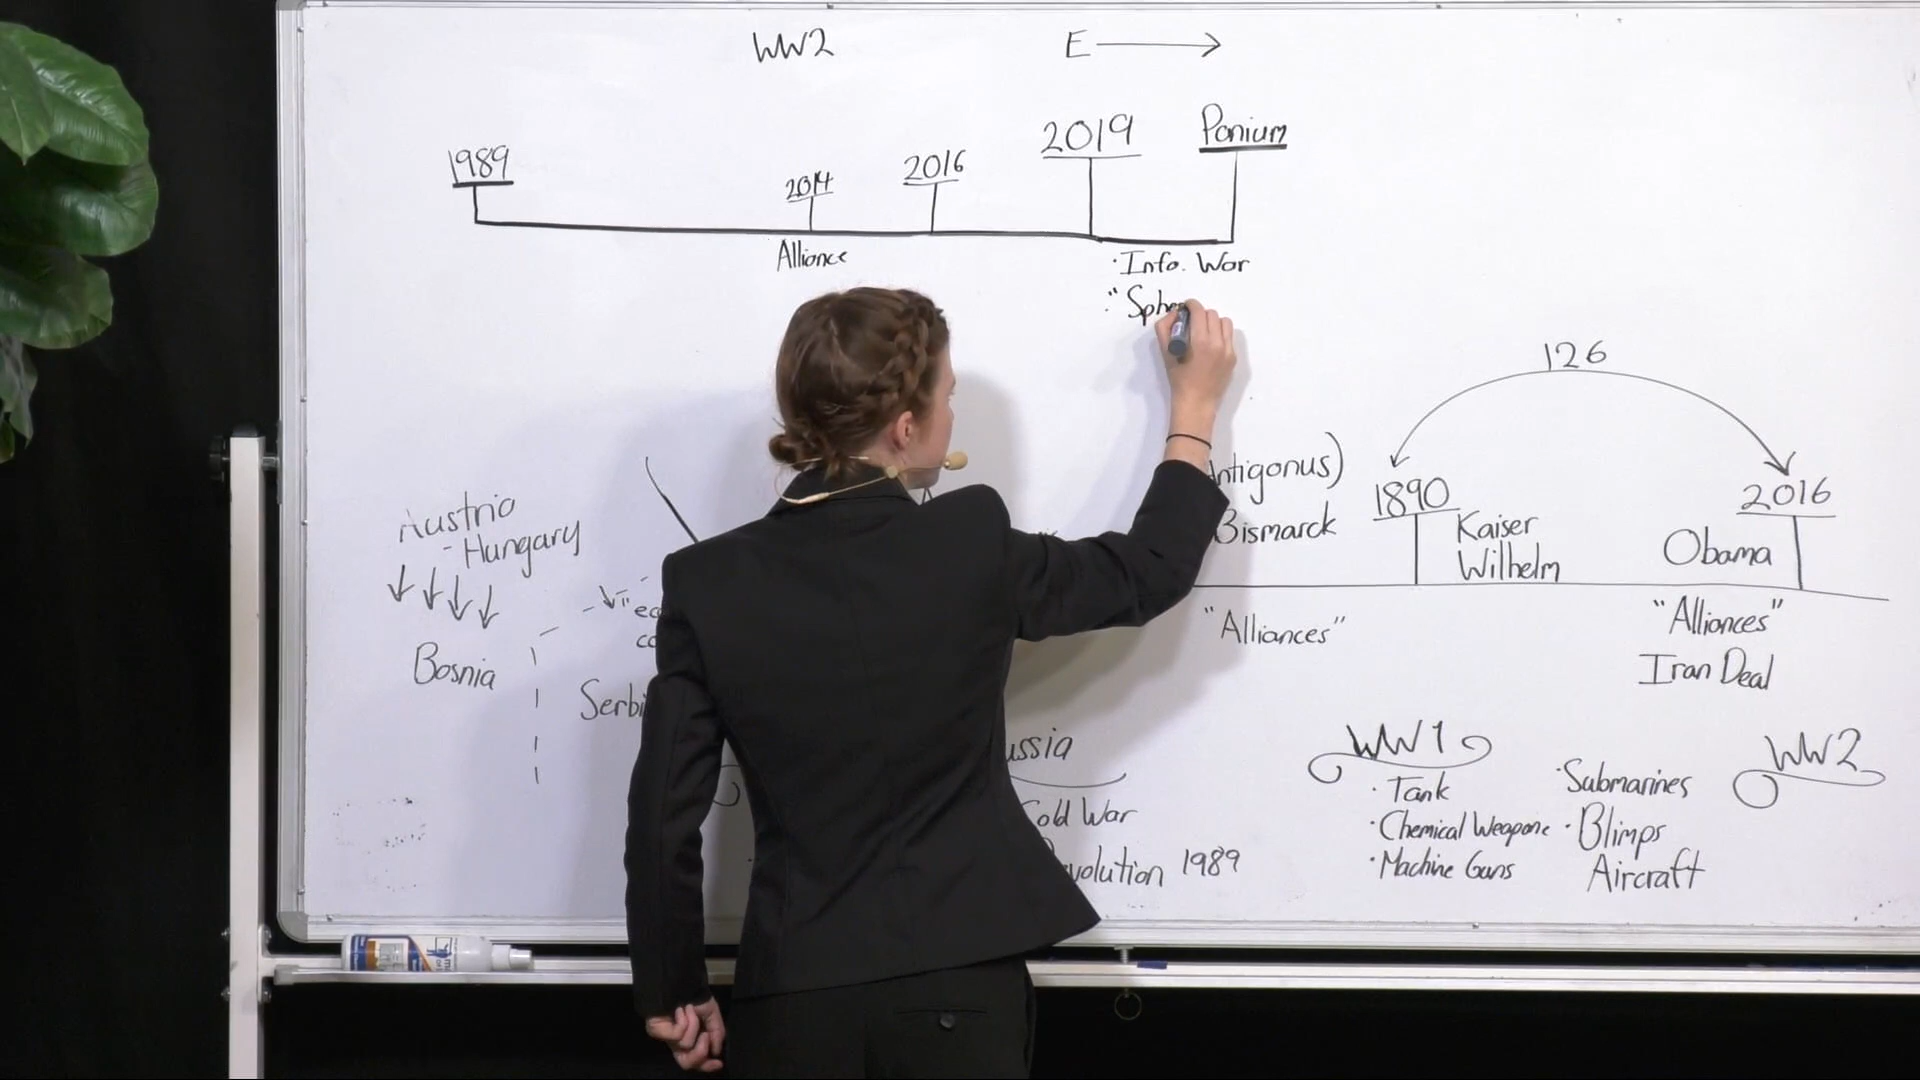 WW2
E
1989
2014
2016
2019
Panium
Alliance
·Info. War
126
Austria
-Hungary
Antigonus)
Bismarck
1890
Kaiser
Wilhelm
2016
Obama
Bosnia
"Alliances"
"Alliances"
Iran Deal
WW1
· Tank
·Chemical Weapons
·Machine Guns
·Submarines
·Blimps
Aircraft
WW2
Cold War
1989